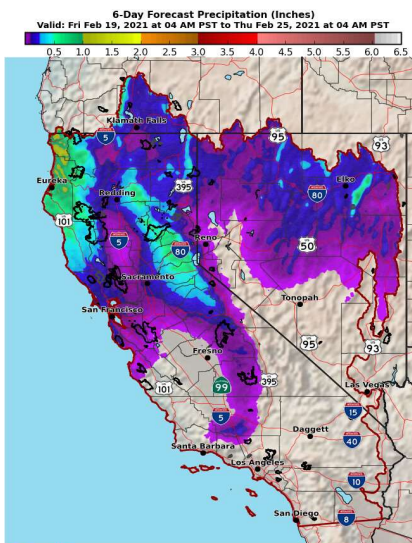 6-Day Forecast Precipitation (Inches)
Valid: Fri Feb 19, 2021 at 04 AM PST to Thu Feb 25, 2021 at 04 AM PST
0.5 1.0 1.5 2.0 2.5 3.0 3.5 4.0 4.5 5.0 5.5 6.0 6.5
Klamath Falls
5
95
93
Eureka
Redding
395
Elko
80
101
5
Reno
50
80
Sacramento
Tonopah
San Francisco
95
93
Fresno
101
99
395
Las Vegas
5
15
Daggett
Santa Barbara
40
Los Angeles
10
San Diego
8